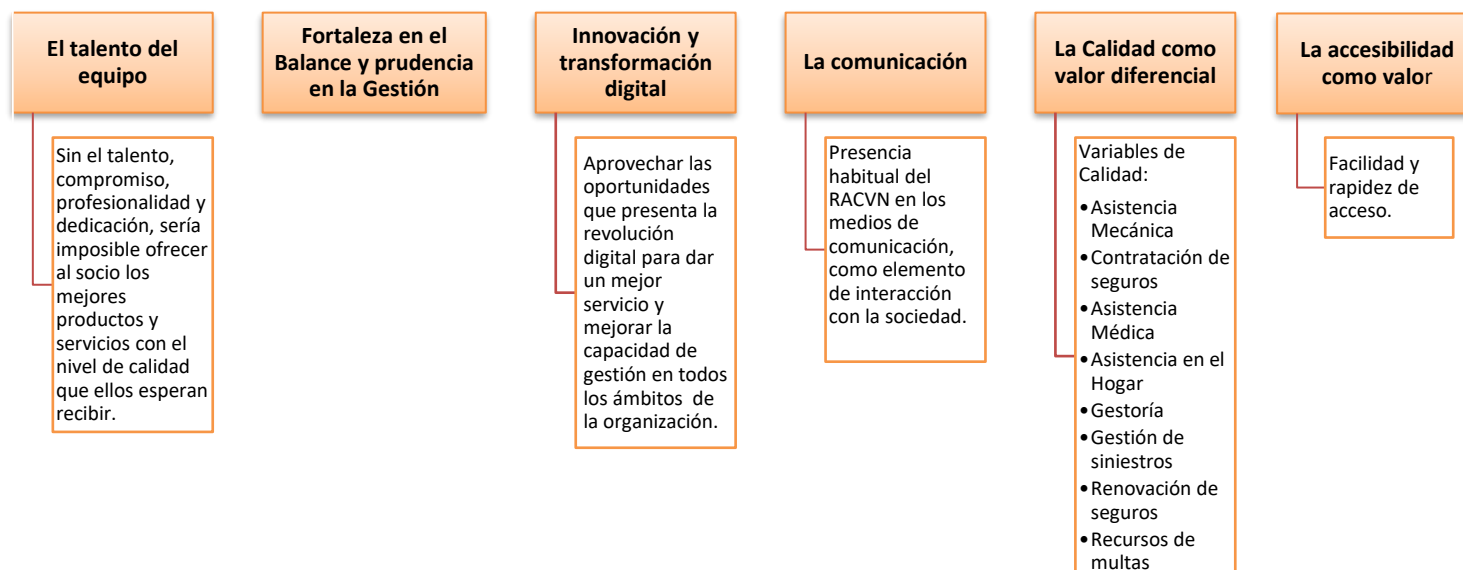 El talento del
equipo
Sin el talento,
compromiso,
profesionalidad y
dedicación, sería
imposible ofrecer
al socio los
mejores
productos y
servicios con el
nivel de calidad
que ellos esperan
recibir.
Fortaleza en el
Balance y prudencia
en la Gestión
Innovación y
transformación
digital
Aprovechar las
oportunidades
que presenta la
revolución
digital para dar
un mejor
servicio y
mejorar la
capacidad de
gestión en todos
los ámbitos de
la organización.
La comunicación
Presencia
habitual del
RACVN en los
medios de
comunicación,
como elemento
de interacción
con la sociedad.
La Calidad como
valor diferencial
Variables de
Calidad:
•Asistencia
Mecánica
•Contratación de
seguros
•Asistencia
Médica
•Asistencia en el
Hogar
•Gestoría
•Gestión de
siniestros
•Renovación de
seguros
•Recursos de
multas
La accesibilidad
como valor
Facilidad y
rapidez de
acceso.